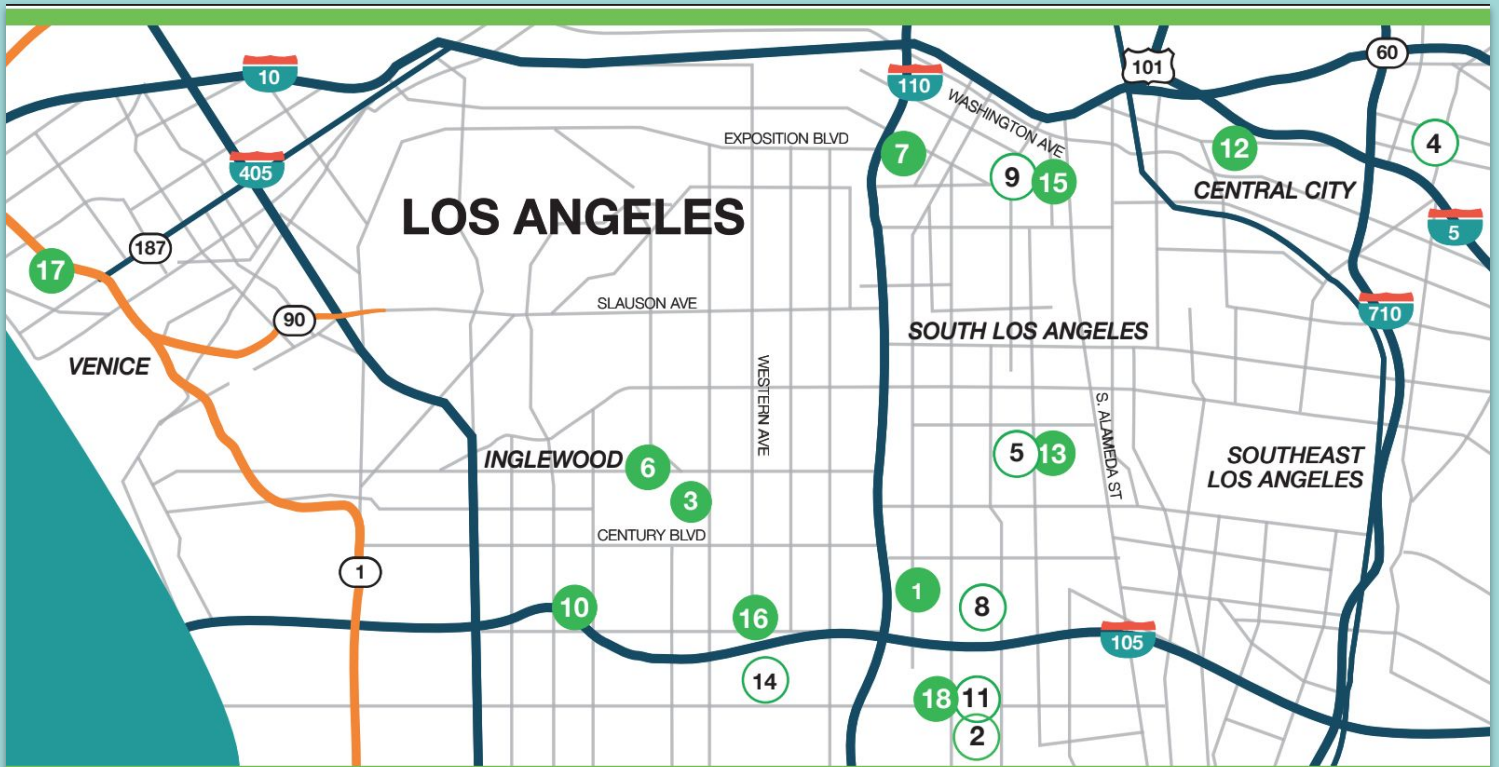 101
60
10
110
WASHINGTON AVE
EXPOSITION BLVD
4
12
7
405
9
15
CENTRAL CITY
LOS ANGELES
5
187
17
SLAUSON AVE
710
90
SOUTH LOS ANGELES
VENICE
WESTERN AVE
S. ALAMEDA ST
INGLEWOOD
6
5
13
SOUTHEAST
LOS ANGELES
3
CENTURY BLVD
1
1
10
8
16
105
14
18
11
2